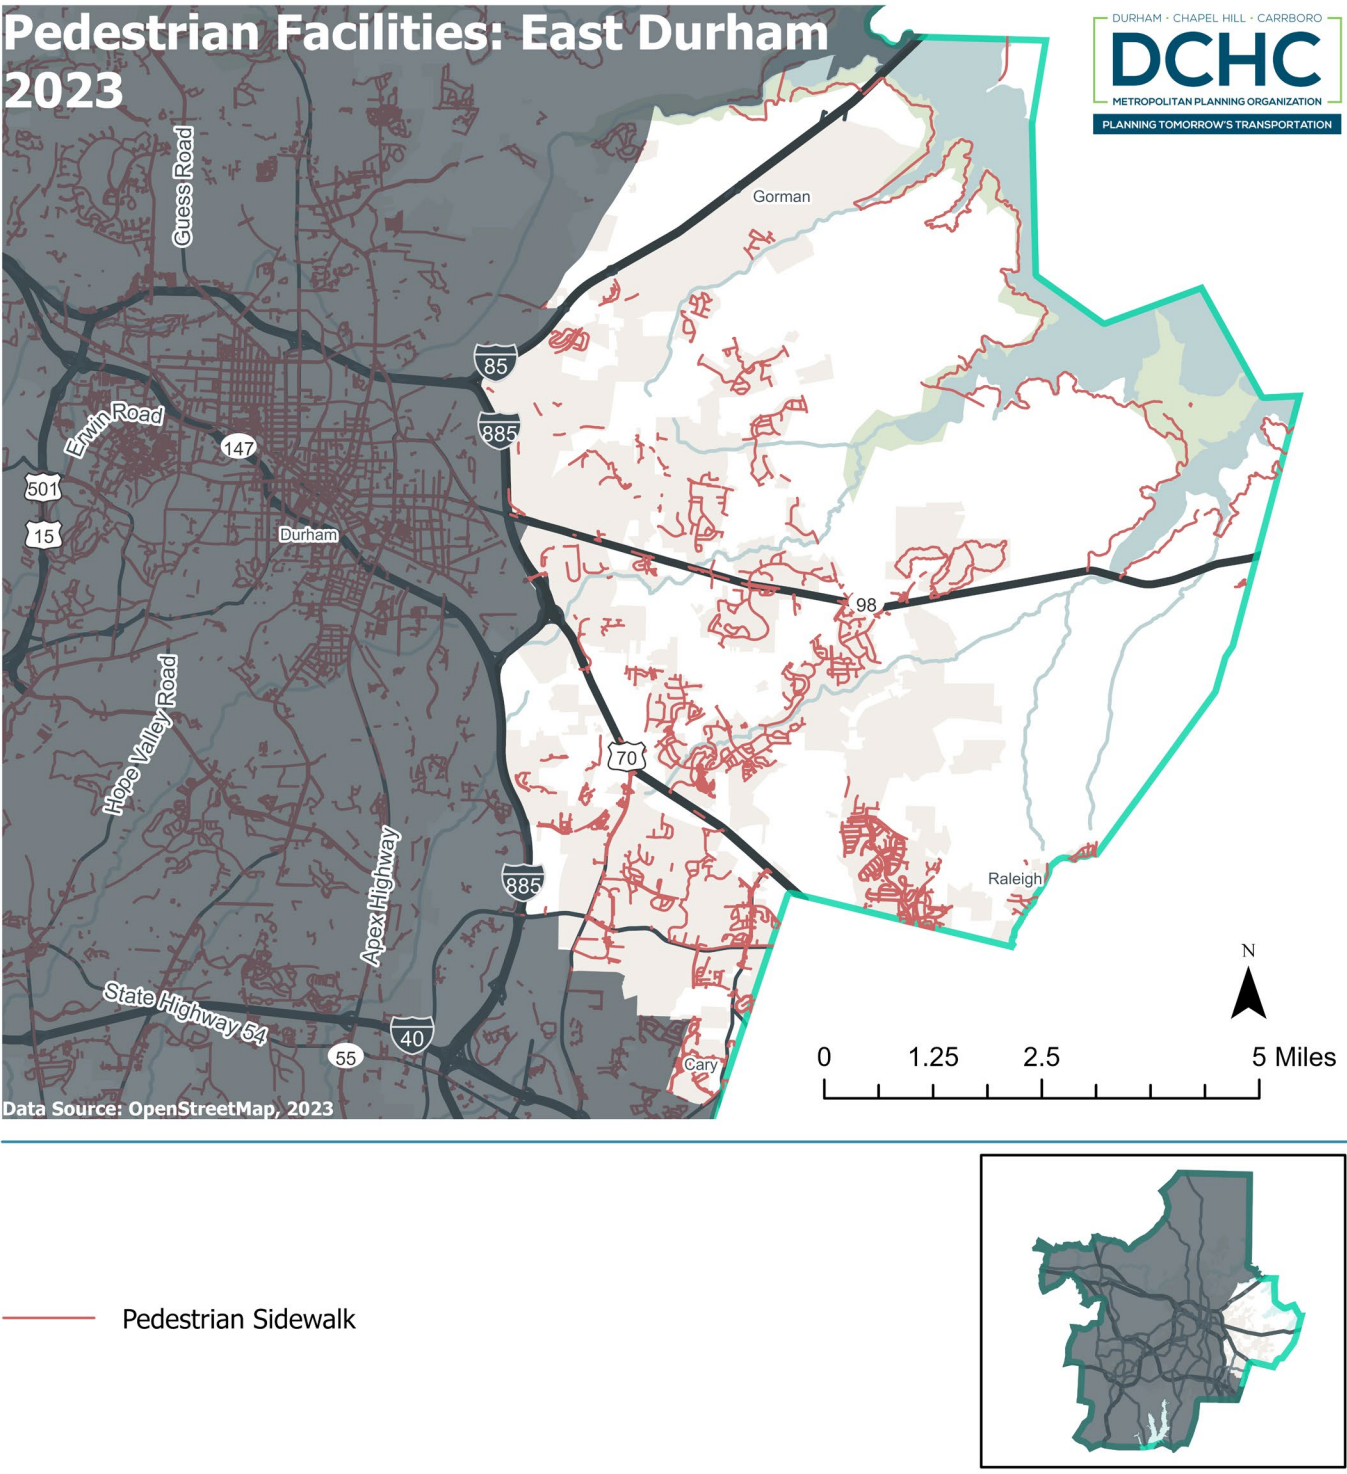 Pedestrian Facilities: East Durham
2023
DURHAM · CHAPEL HILL · CARRBORO
DCHC
METROPOLITAN PLANNING ORGANIZATION
PLANNING TOMORROW'S TRANSPORTATION
Guess Road
Gorman
85
885
Erwin Road
147
501
15
Durham
98
Hope Valley Road
70
Apex Highway
885
Raleigh
State Highway 54
40
55
Cary
N
0 1.25 2.5 5 Miles
Data Source: OpenStreetMap, 2023
Pedestrian Sidewalk